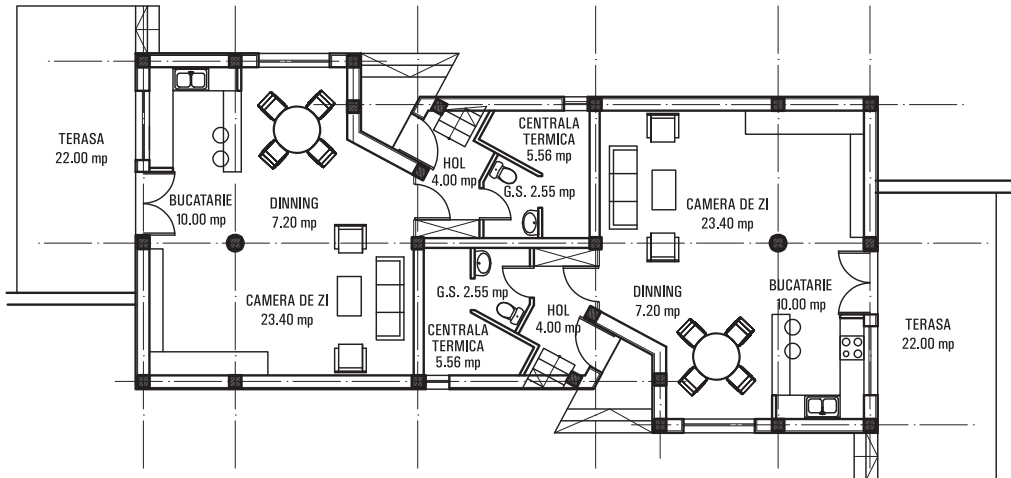 TERASA
22.00 mp
BUCATARIE
10.00 mp
DINNING
7.20 mp
CAMERA DE ZI
23.40 mp
HOL
4.00 mp
CENTRALA
TERMICA
5.56 mp
G.S. 2.55 mp
CAMERA DE ZI
23.40 mp
G.S. 2.55 mp
CENTRALA
TERMICA
5.56 mp
HOL
4.00 mp
DINNING
7.20 mp
BUCATARIE
10.00 mp
TERASA
22.00 mp